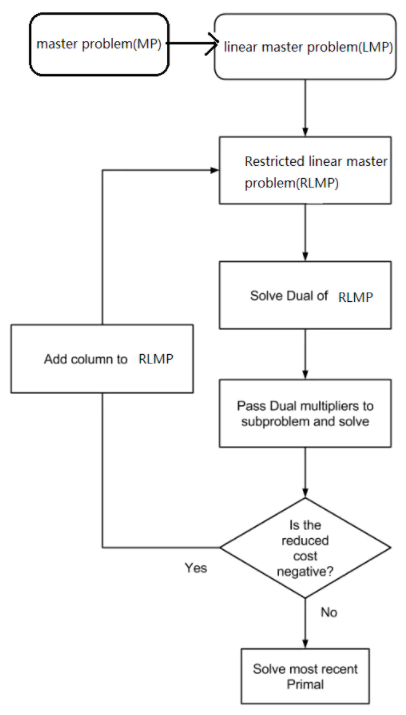 master problem(MP)
linear master problem(LMP)
Restricted linear master
problem(RLMP)
Solve Dual of RLMP
Add column to RLMP
Pass Dual multipliers to
subproblem and solve
Is the
reduced
cost
negative?
Yes
No
Solve most recent
Primal